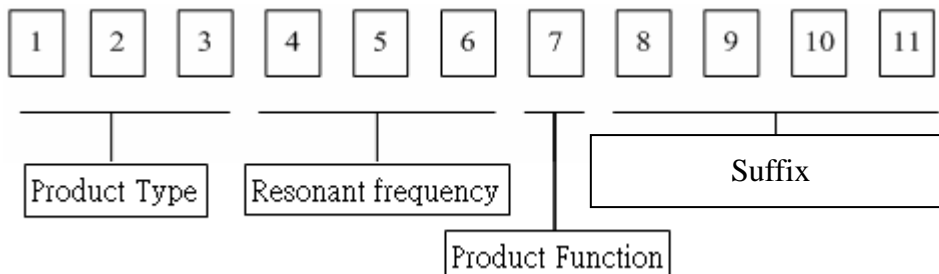 1 2 3 4 5 6 7 8 9 10 11
Product Type
Resonant frequency
Suffix
Product Function